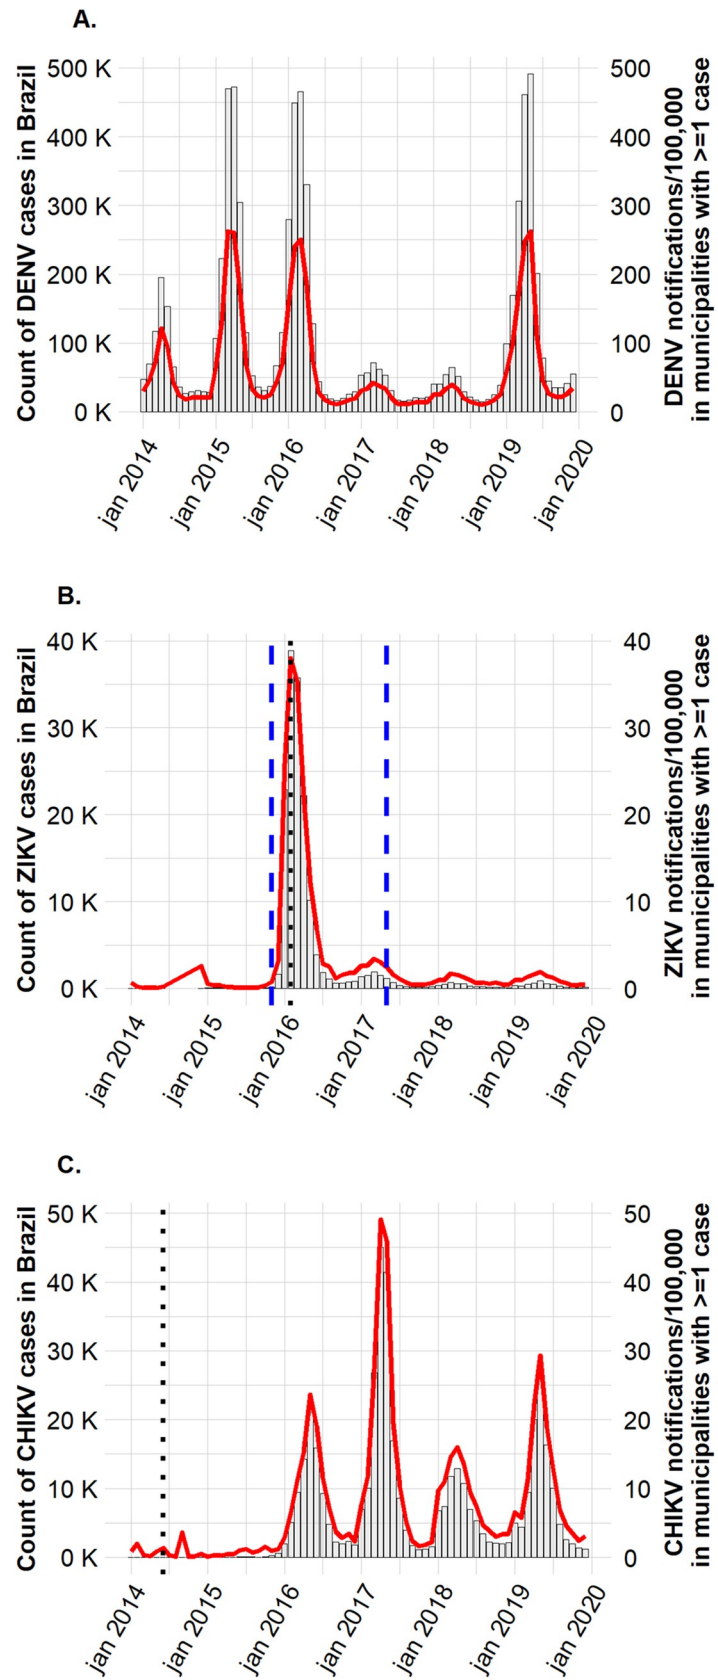 A.
Count of DENV cases in Brazil
500 K
400 K
300 K
200 K
100 K
0 K
500
400
300
200
100
0
DENV notifications/100,000
in municipalities with >=1 case
jan 2014
jan 2015
jan 2016
jan 2017
jan 2018
jan 2019
jan 2020
B.
Count of ZIKV cases in Brazil
40 K
30 K
20 K
10 K
0 K
40
30
20
10
0
ZIKV notifications/100,000
in municipalities with >=1 case
jan 2014
jan 2015
jan 2016
jan 2017
jan 2018
jan 2019
jan 2020
C.
Count of CHIKV cases in Brazil
50 K
40 K
30 K
20 K
10 K
0 K
50
40
30
20
10
0
CHIKV notifications/100,000
in municipalities with >=1 case
jan 2014
jan 2015
jan 2016
jan 2017
jan 2018
jan 2019
jan 2020